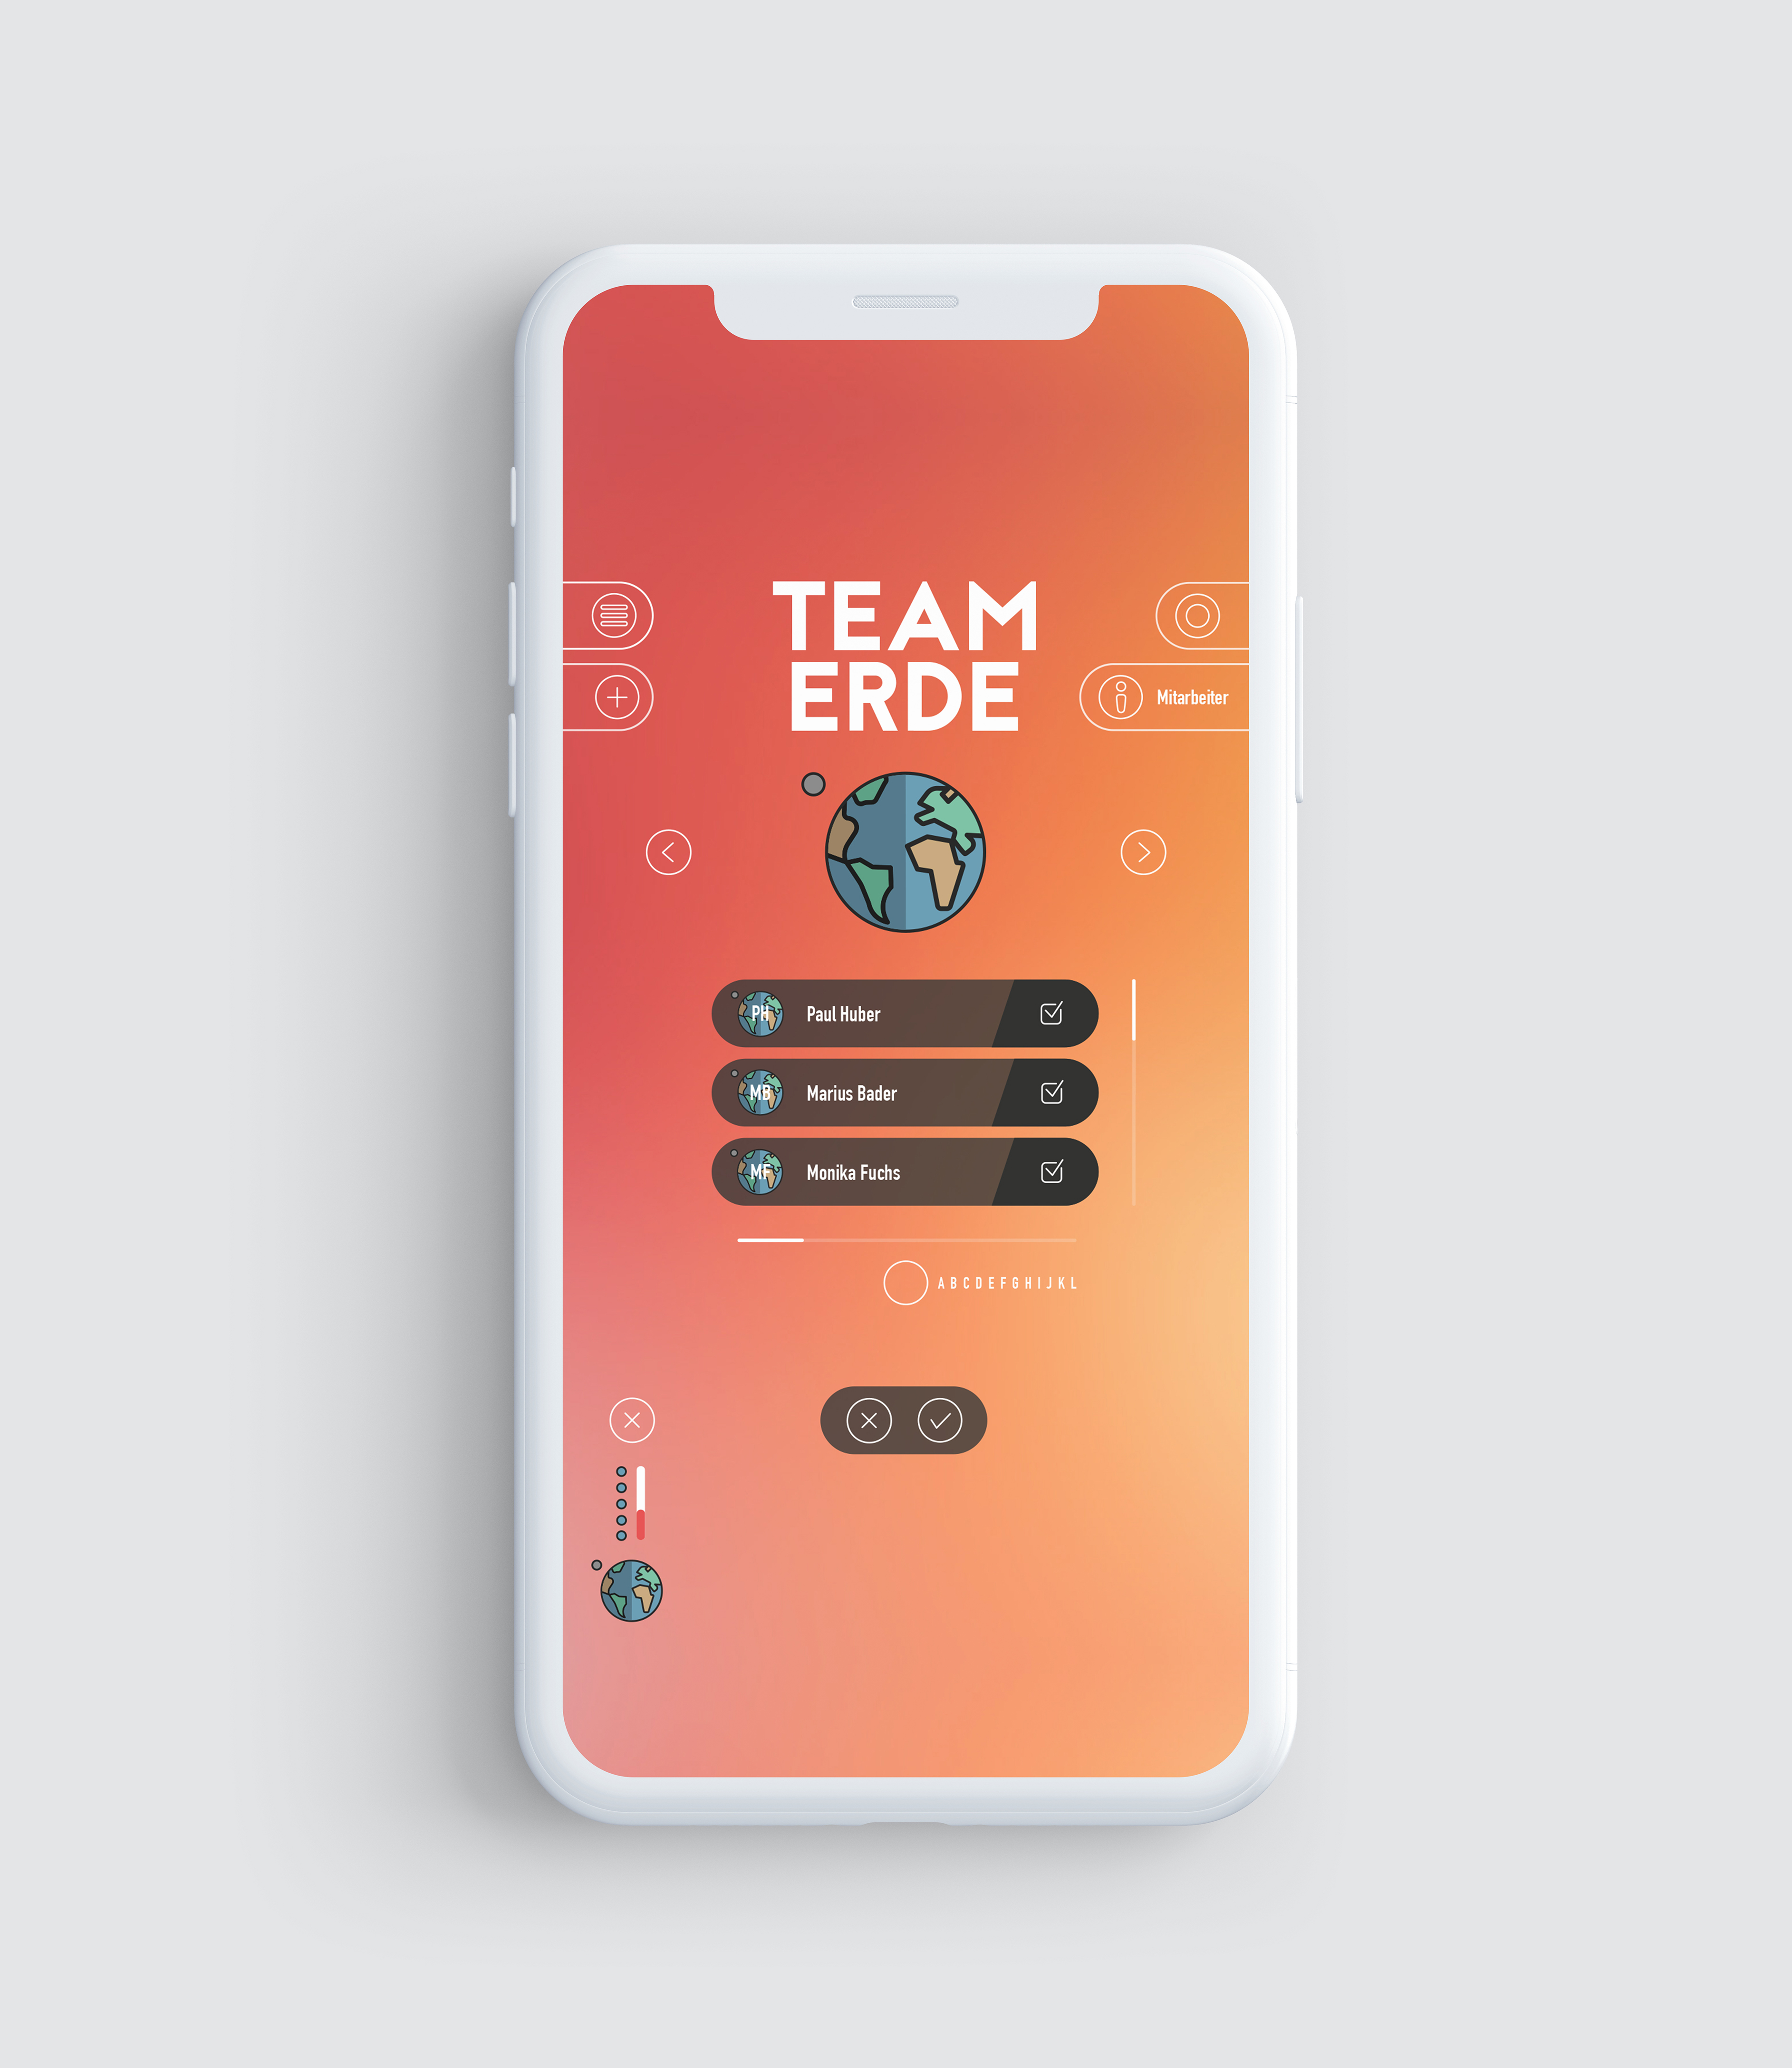 TEAM
ERDE
Mitarbeiter
PH Paul Huber
MB Marius Bader
MF Monika Fuchs
A B C D E F G H I J K L